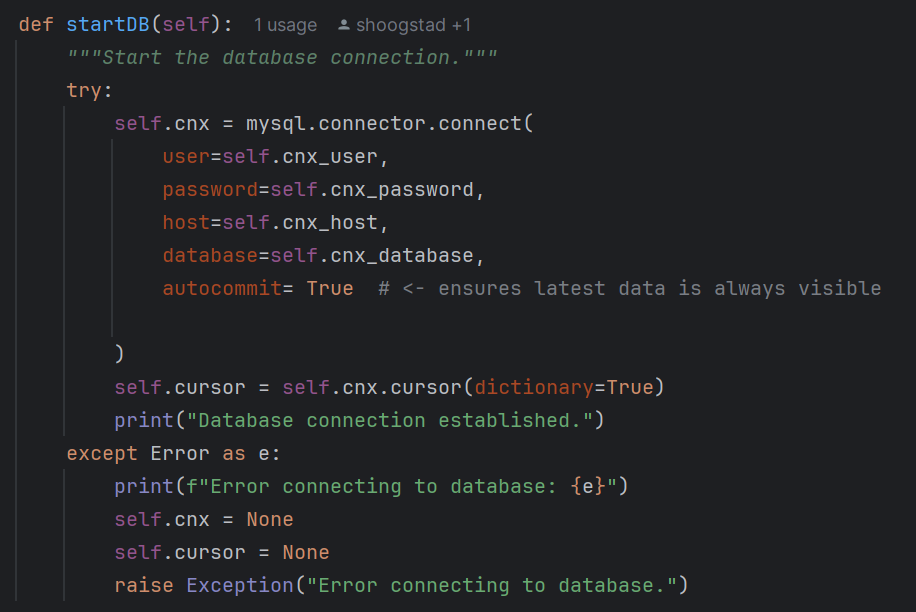 def startDB(self):  1 usage  shoogstad +1
    """Start the database connection."""
    try:
        self.cnx = mysql.connector.connect(
            user=self.cnx_user,
            password=self.cnx_password,
            host=self.cnx_host,
            database=self.cnx_database,
            autocommit= True  # <- ensures latest data is always visible
        )
        self.cursor = self.cnx.cursor(dictionary=True)
        print("Database connection established.")
    except Error as e:
        print(f"Error connecting to database: {e}")
        self.cnx = None
        self.cursor = None
        raise Exception("Error connecting to database.")